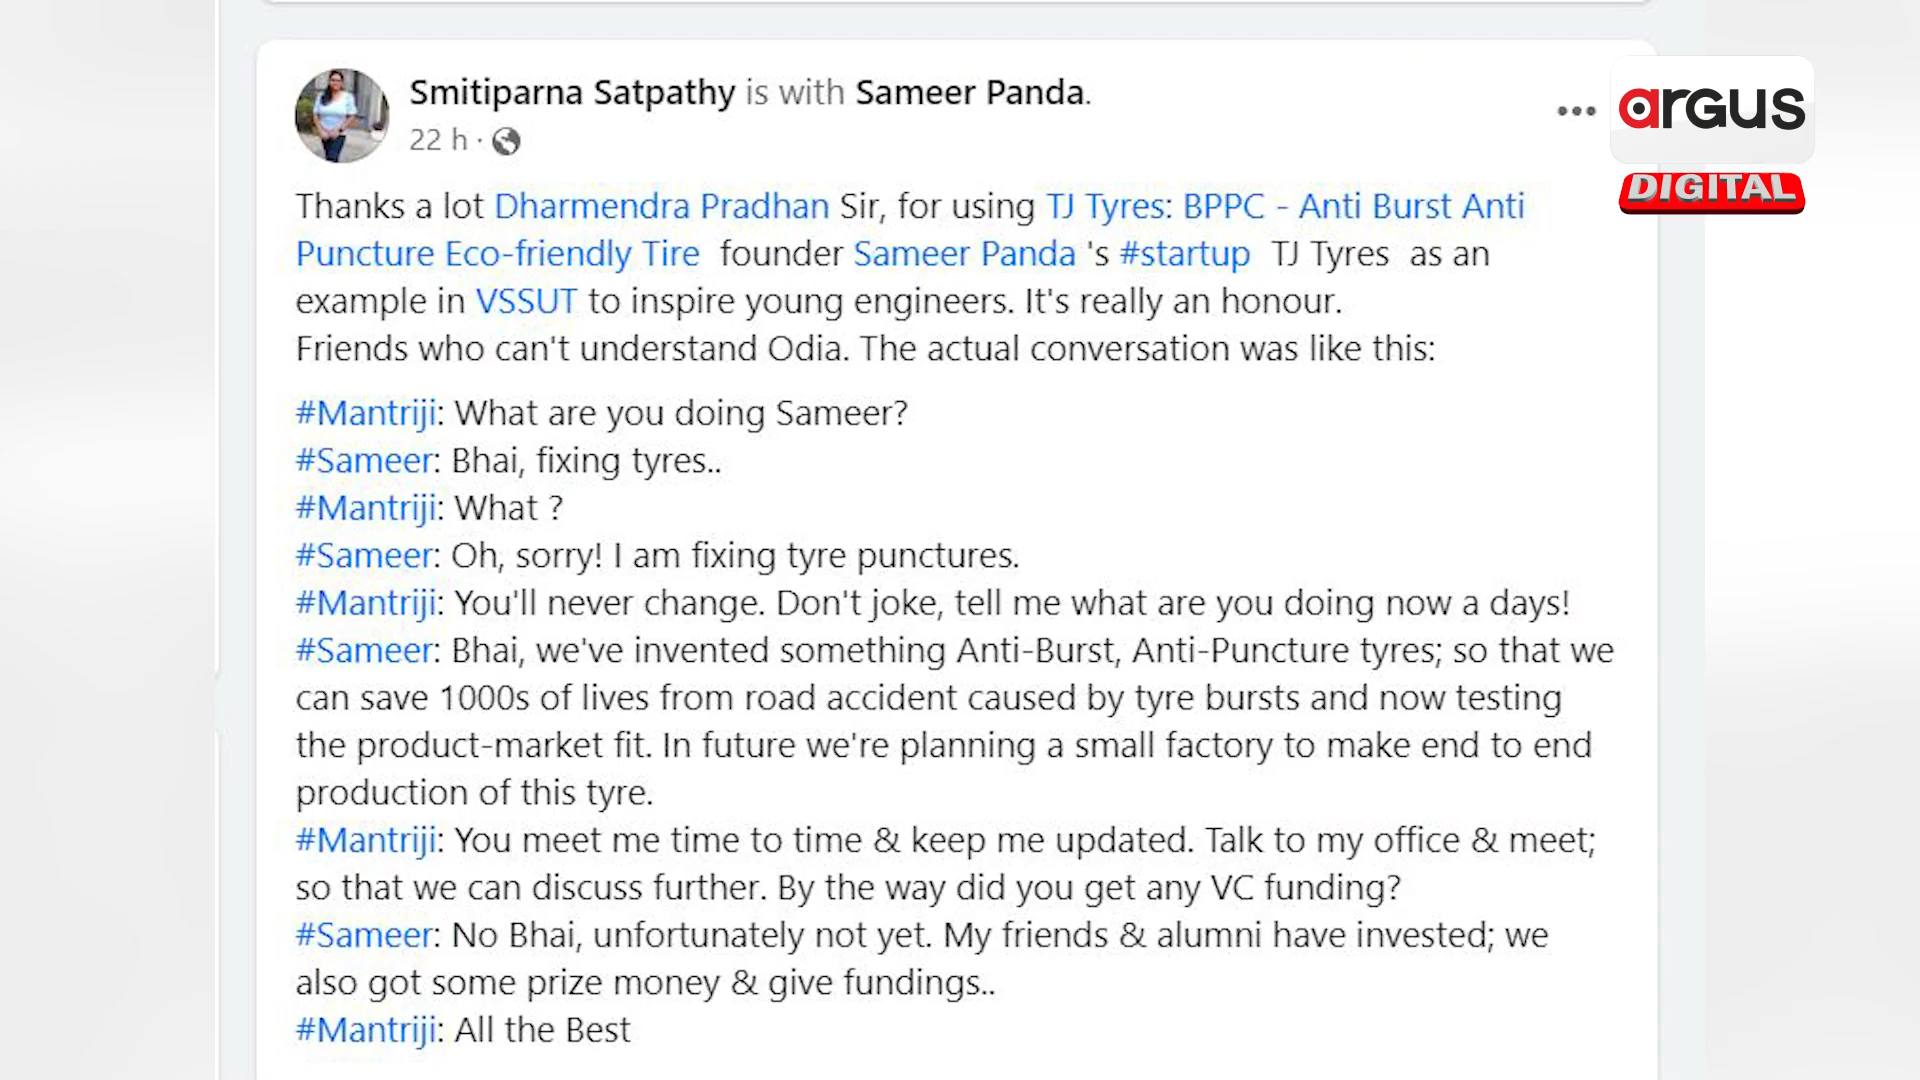 Smitiparna Satpathy is with Sameer Panda.
22 h ·
argus
DIGITAL
Thanks a lot Dharmendra Pradhan Sir, for using TJ Tyres: BPPC - Anti Burst Anti
Puncture Eco-friendly Tire founder Sameer Panda 's #startup TJ Tyres as an
example in VSSUT to inspire young engineers. It's really an honour.
Friends who can't understand Odia. The actual conversation was like this:
#Mantriji: What are you doing Sameer?
#Sameer: Bhai, fixing tyres..
#Mantriji: What ?
#Sameer: Oh, sorry! I am fixing tyre punctures.
#Mantriji: You'll never change. Don't joke, tell me what are you doing now a days!
#Sameer: Bhai, we've invented something Anti-Burst, Anti-Puncture tyres; so that we
can save 1000s of lives from road accident caused by tyre bursts and now testing
the product-market fit. In future we're planning a small factory to make end to end
production of this tyre.
#Mantriji: You meet me time to time & keep me updated. Talk to my office & meet;
so that we can discuss further. By the way did you get any VC funding?
#Sameer: No Bhai, unfortunately not yet. My friends & alumni have invested; we
also got some prize money & give fundings..
#Mantriji: All the Best